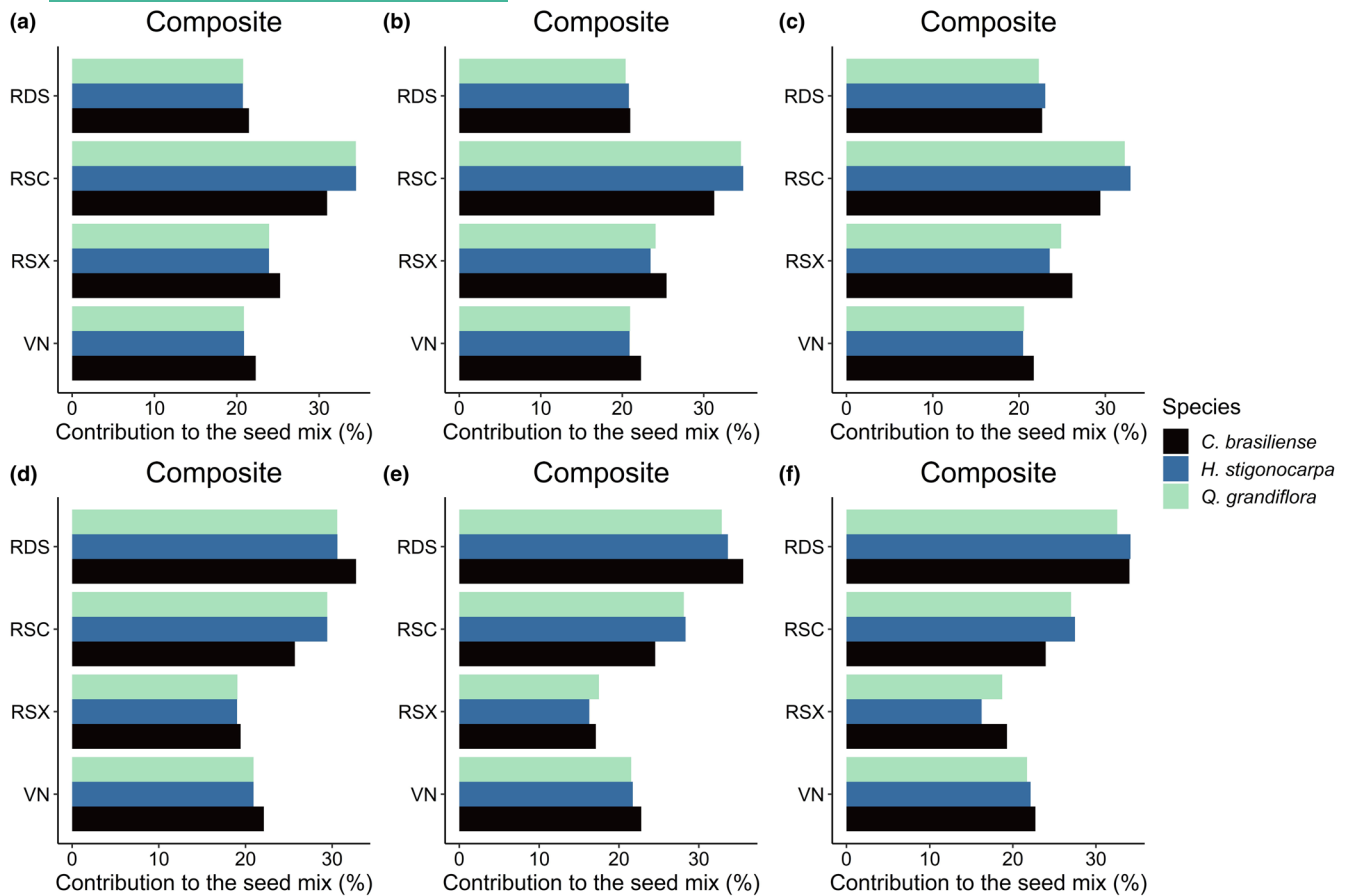 (a) Composite
RDS
RSC
RSX
VN
0 10 20 30
Contribution to the seed mix (%)
(b) Composite
RDS
RSC
RSX
VN
0 10 20 30
Contribution to the seed mix (%)
(c) Composite
RDS
RSC
RSX
VN
0 10 20 30
Contribution to the seed mix (%)
Species
C. brasiliense
H. stigonocarpa
Q. grandiflora
(d) Composite
RDS
RSC
RSX
VN
0 10 20 30
Contribution to the seed mix (%)
(e) Composite
RDS
RSC
RSX
VN
0 10 20 30
Contribution to the seed mix (%)
(f) Composite
RDS
RSC
RSX
VN
0 10 20 30
Contribution to the seed mix (%)